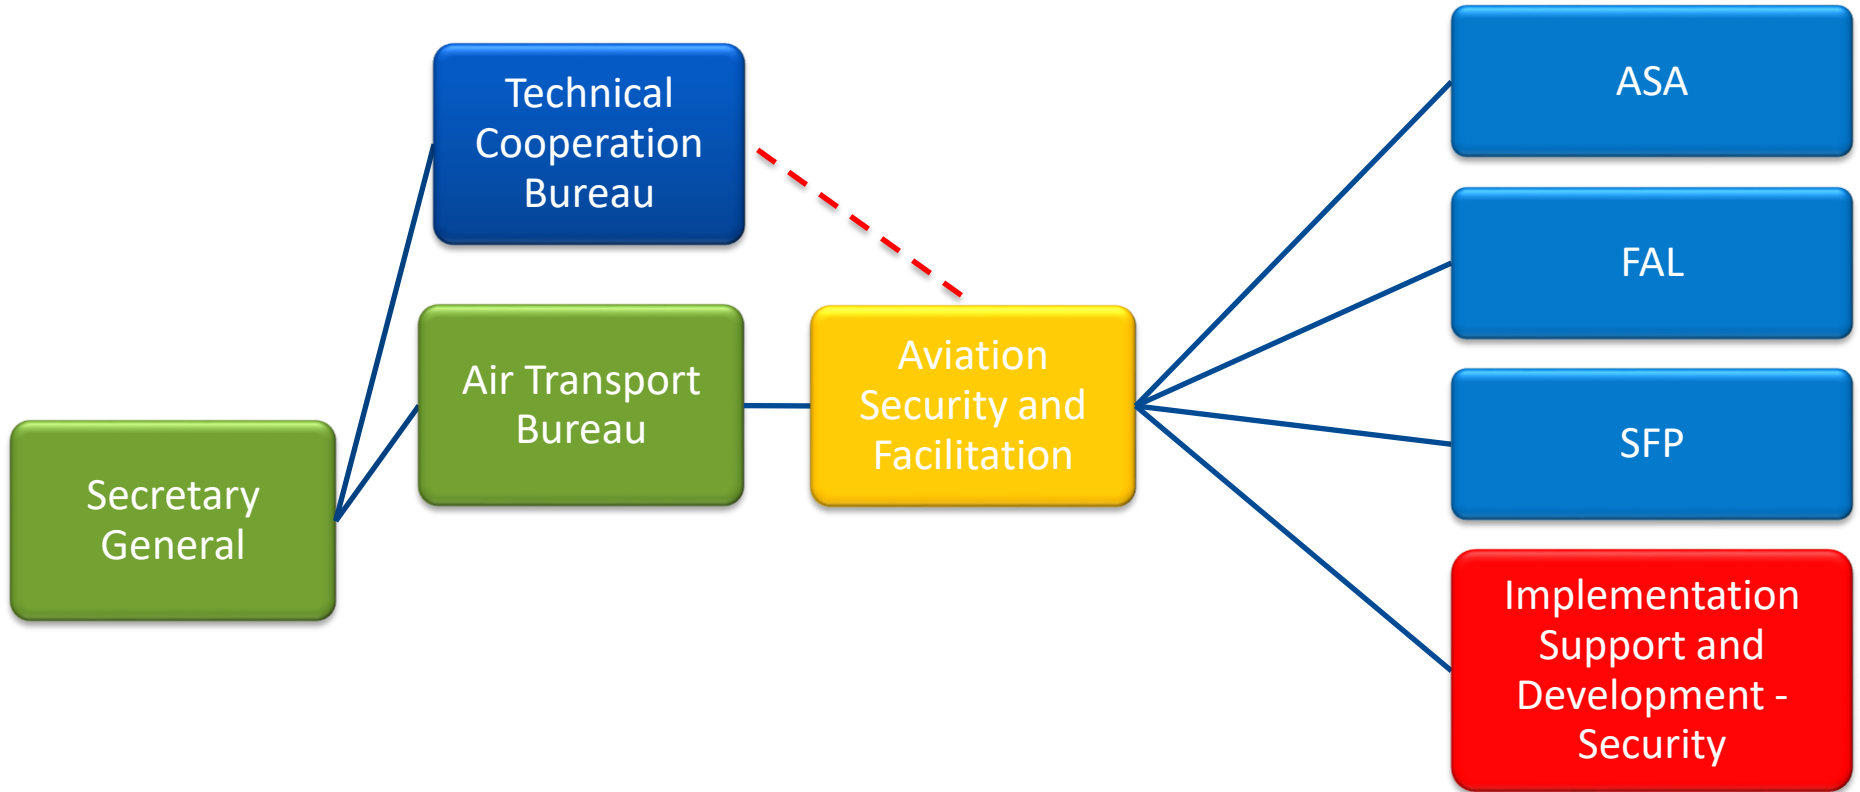 Technical
Cooperation
Bureau
Air Transport
Bureau
Secretary
General
Aviation
Security and
Facilitation
ASA
FAL
SFP
Implementation
Support and
Development -
Security